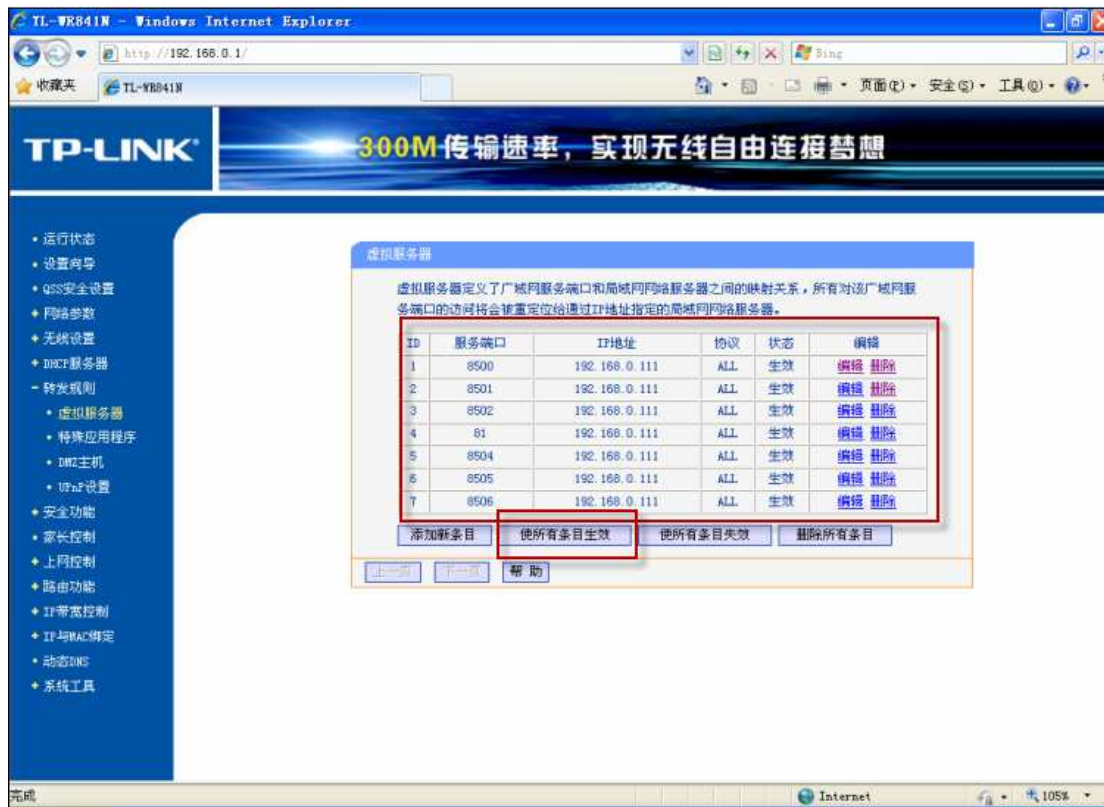 TL-WR841N - Windows Internet Explorer
http://192.168.0.1/
Bing
收藏夹
TL-WR841N
页面(P)
安全(S)
工具(O)
TP-LINK
300M 传输速率，实现无线自由连接梦想
• 运行状态
• 设置向导
• QSS安全设置
+ 网络参数
+ 无线设置
+ DHCP服务器
- 转发规则
• 虚拟服务器
• 特殊应用程序
• DMZ主机
• UPnP设置
+ 安全功能
• 家长控制
+ 上网控制
+ 路由功能
+ IP带宽控制
+ IP与MAC绑定
• 动态DNS
+ 系统工具
虚拟服务器
虚拟服务器定义了广域网服务端口和局域网网络服务器之间的映射关系，所有对该广域网服
务端口的访问将会被重定位给通过IP地址指定的局域网网络服务器。
ID 服务端口 IP地址 协议 状态 编辑
1 8500 192.168.0.111 ALL 生效 编辑 删除
2 8501 192.168.0.111 ALL 生效 编辑 删除
3 8502 192.168.0.111 ALL 生效 编辑 删除
4 81 192.168.0.111 ALL 生效 编辑 删除
5 8504 192.168.0.111 ALL 生效 编辑 删除
6 8505 192.168.0.111 ALL 生效 编辑 删除
7 8506 192.168.0.111 ALL 生效 编辑 删除
添加新条目 使所有条目生效 使所有条目失效 删除所有条目
上一页 下一页 帮 助
完成
Internet
105%